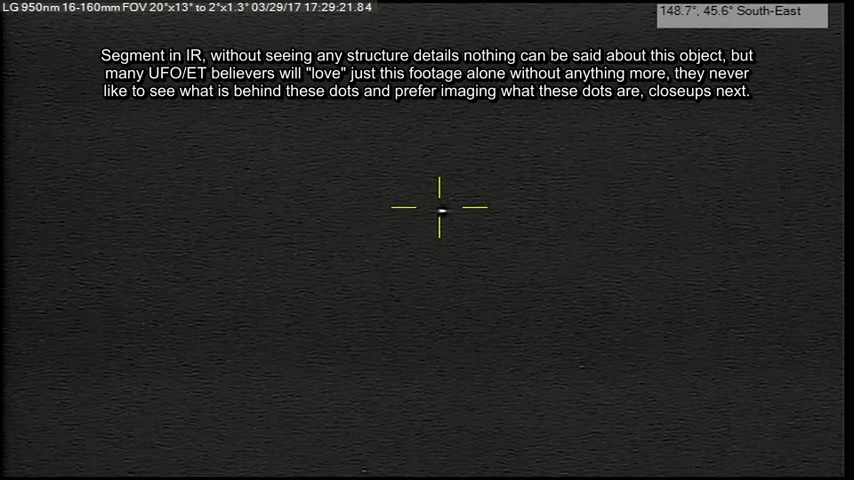 LG 950nm 16-160mm FOV 20°x13° to 2°x1.3° 03/29/17 17:29:21.84
148.7°, 45.6° South-East
Segment in IR, without seeing any structure details nothing can be said about this object, but
many UFO/ET believers will "love" just this footage alone without anything more, they never
like to see what is behind these dots and prefer imaging what these dots are, closeups next.